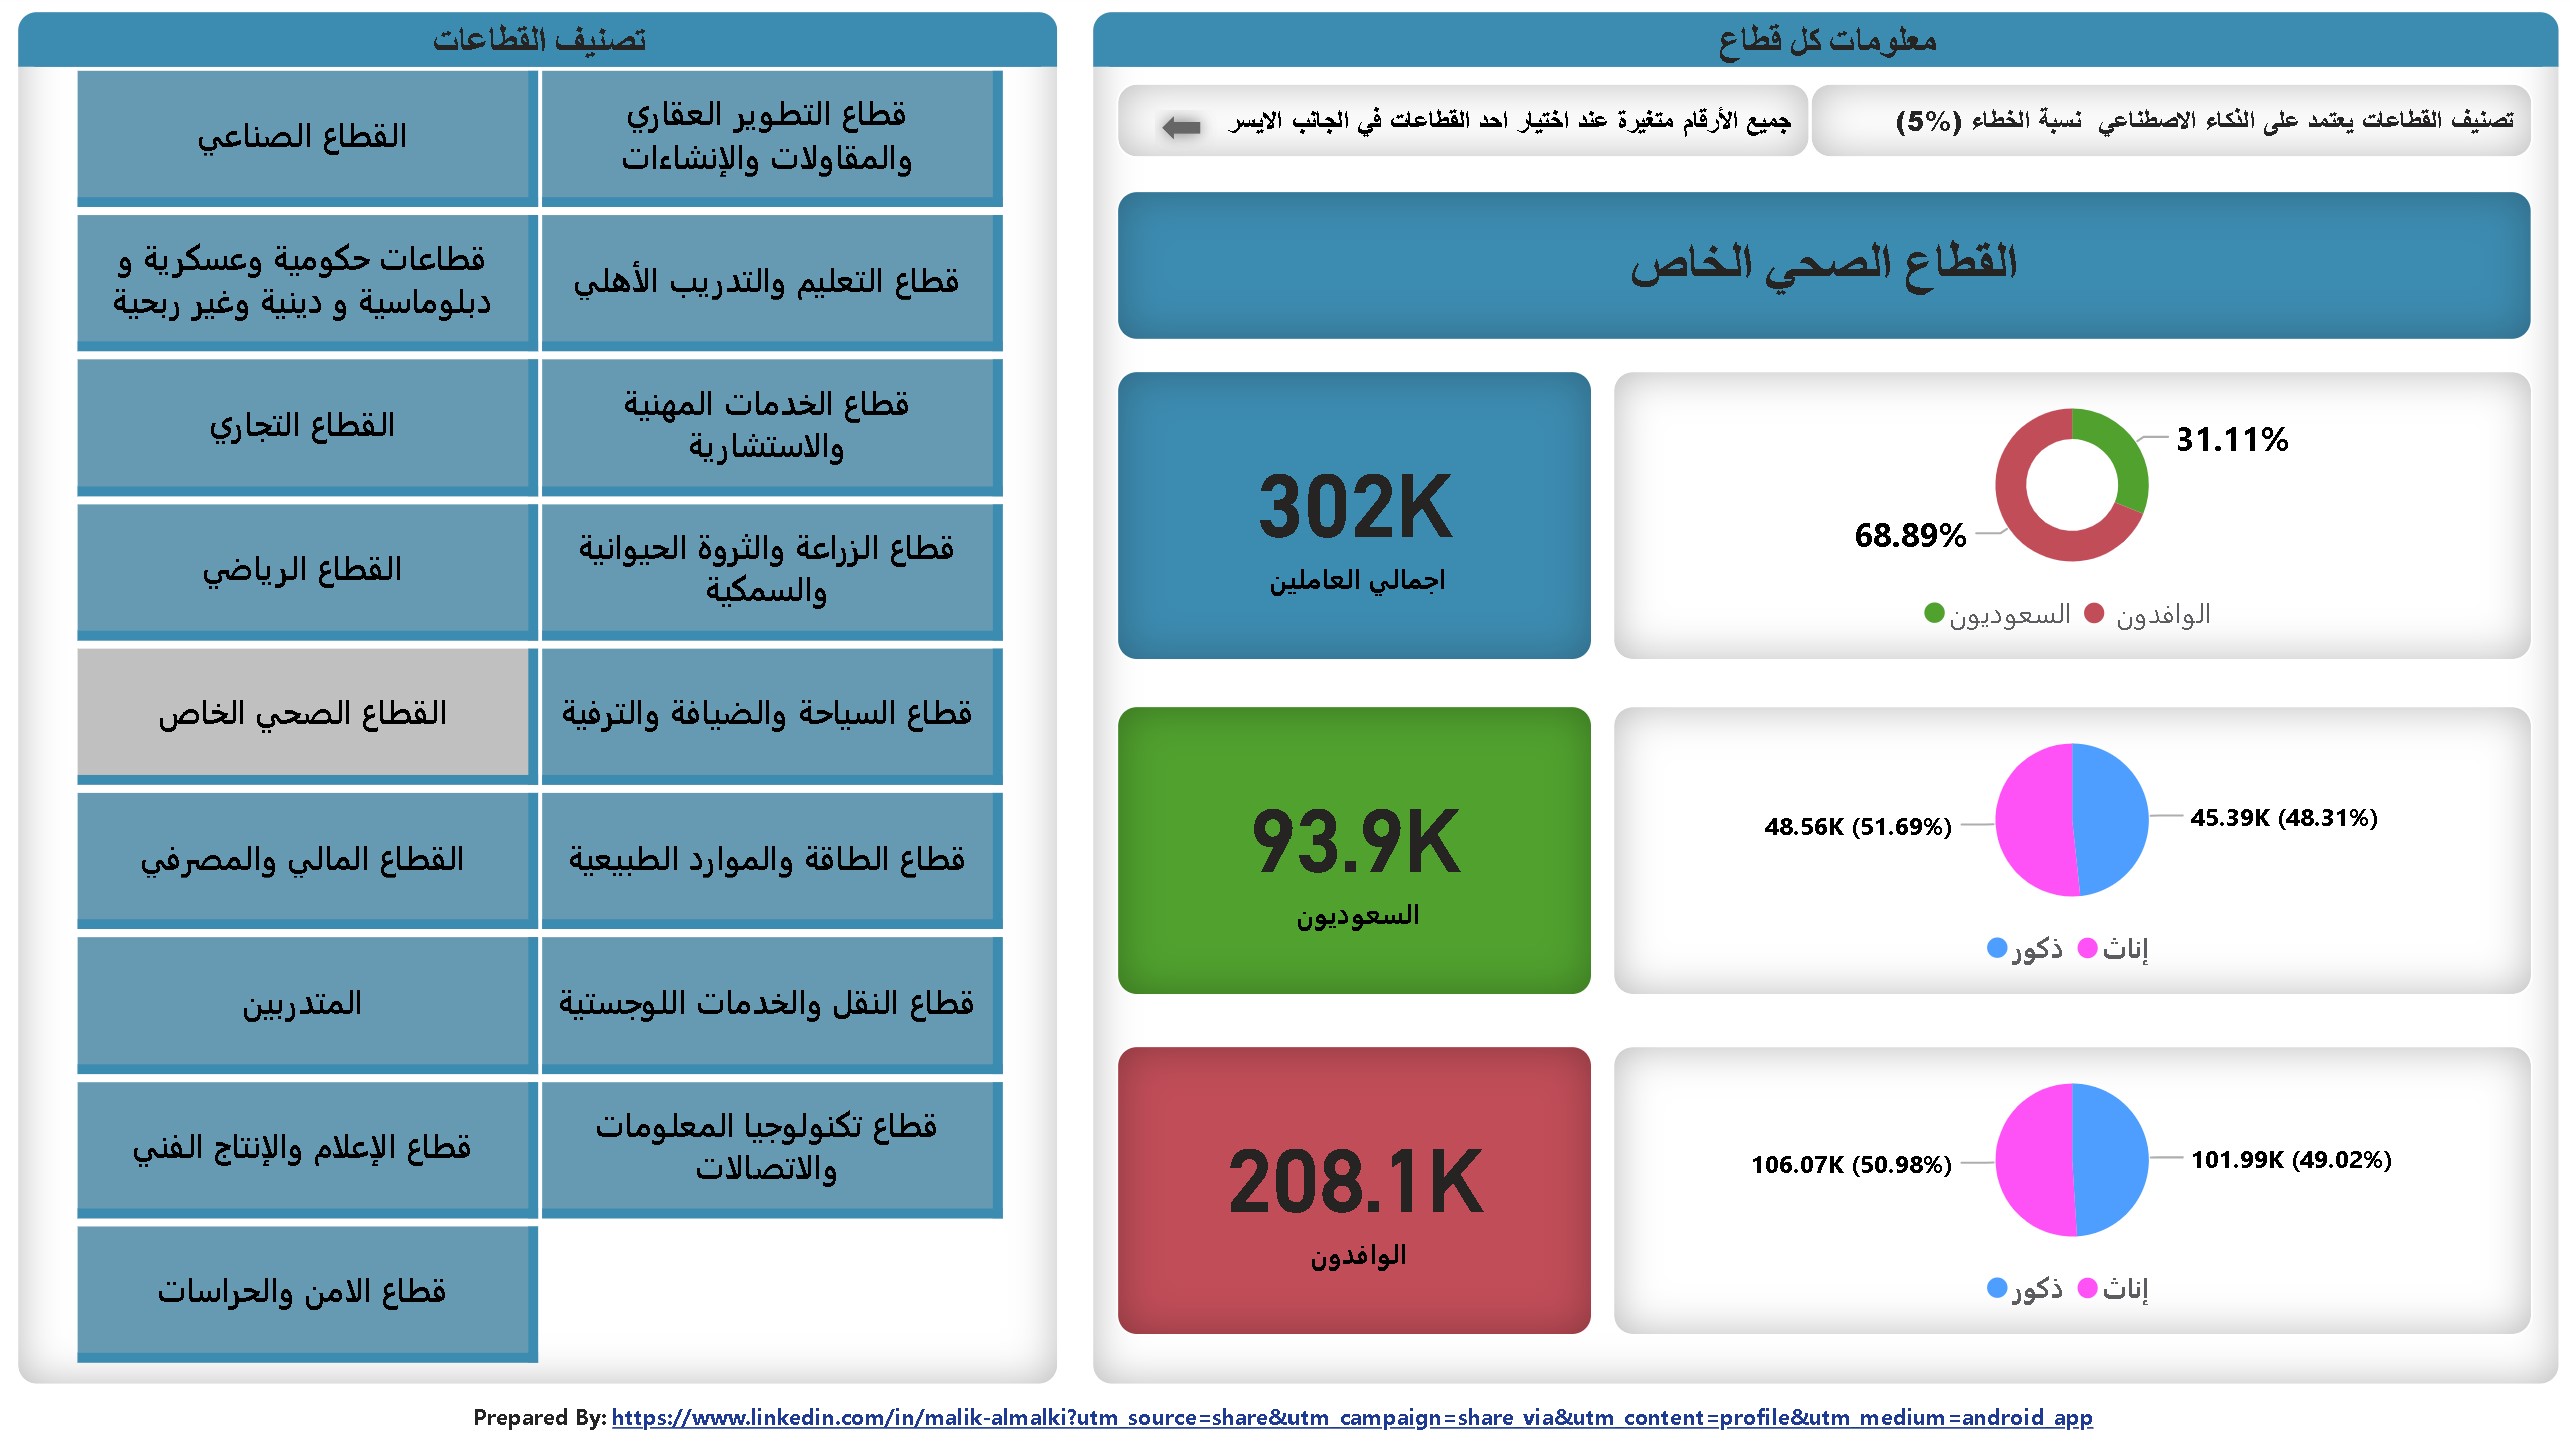 معلومات كل قطاع
تصنيف القطاعات يعتمد على الذكاء الاصطناعي نسبة الخطاء (5%)
جميع الأرقام متغيرة عند اختيار احد القطاعات في الجانب الايسر
القطاع الصحي الخاص
31.11%
68.89%
السعوديون
الوافدون
302K
اجمالي العاملين
45.39K (48.31%)
48.56K (51.69%)
ذكور
إناث
93.9K
السعوديون
101.99K (49.02%)
106.07K (50.98%)
ذكور
إناث
208.1K
الوافدون
تصنيف القطاعات
قطاع التطوير العقاري
والمقاولات والإنشاءات
القطاع الصناعي
قطاع التعليم والتدريب الأهلي
قطاعات حكومية وعسكرية و
دبلوماسية و دينية وغير ربحية
قطاع الخدمات المهنية
والاستشارية
القطاع التجاري
قطاع الزراعة والثروة الحيوانية
والسمكية
القطاع الرياضي
قطاع السياحة والضيافة والترفية
القطاع الصحي الخاص
قطاع الطاقة والموارد الطبيعية
القطاع المالي والمصرفي
قطاع النقل والخدمات اللوجستية
المتدربين
قطاع تكنولوجيا المعلومات
والاتصالات
قطاع الإعلام والإنتاج الفني
قطاع الامن والحراسات
Prepared By: https://www.linkedin.com/in/malik-almalki?utm_source=share&utm_campaign=share_via&utm_content=profile&utm_medium=android_app